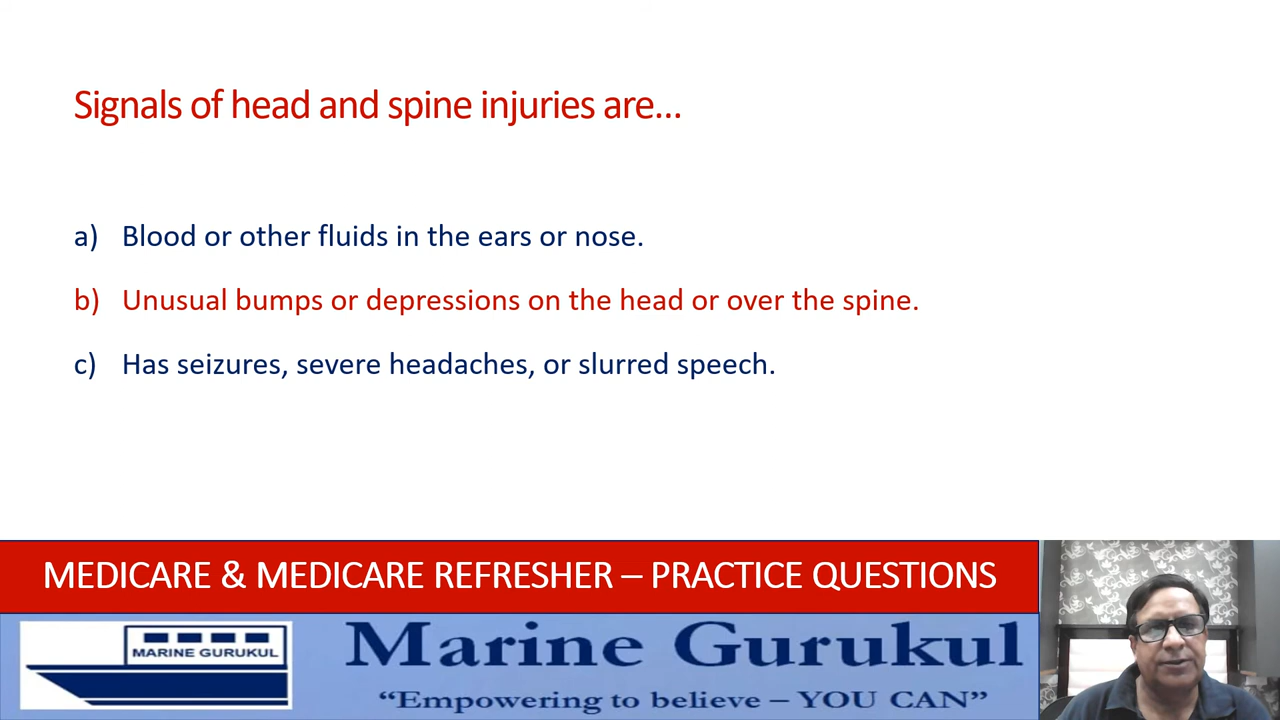 Signals of head and spine injuries are...
a) Blood or other fluids in the ears or nose.
b) Unusual bumps or depressions on the head or over the spine.
c) Has seizures, severe headaches, or slurred speech.
MEDICARE & MEDICARE REFRESHER – PRACTICE QUESTIONS
MARINE GURUKUL
Marine Gurukul
“Empowering to believe – YOU CAN”